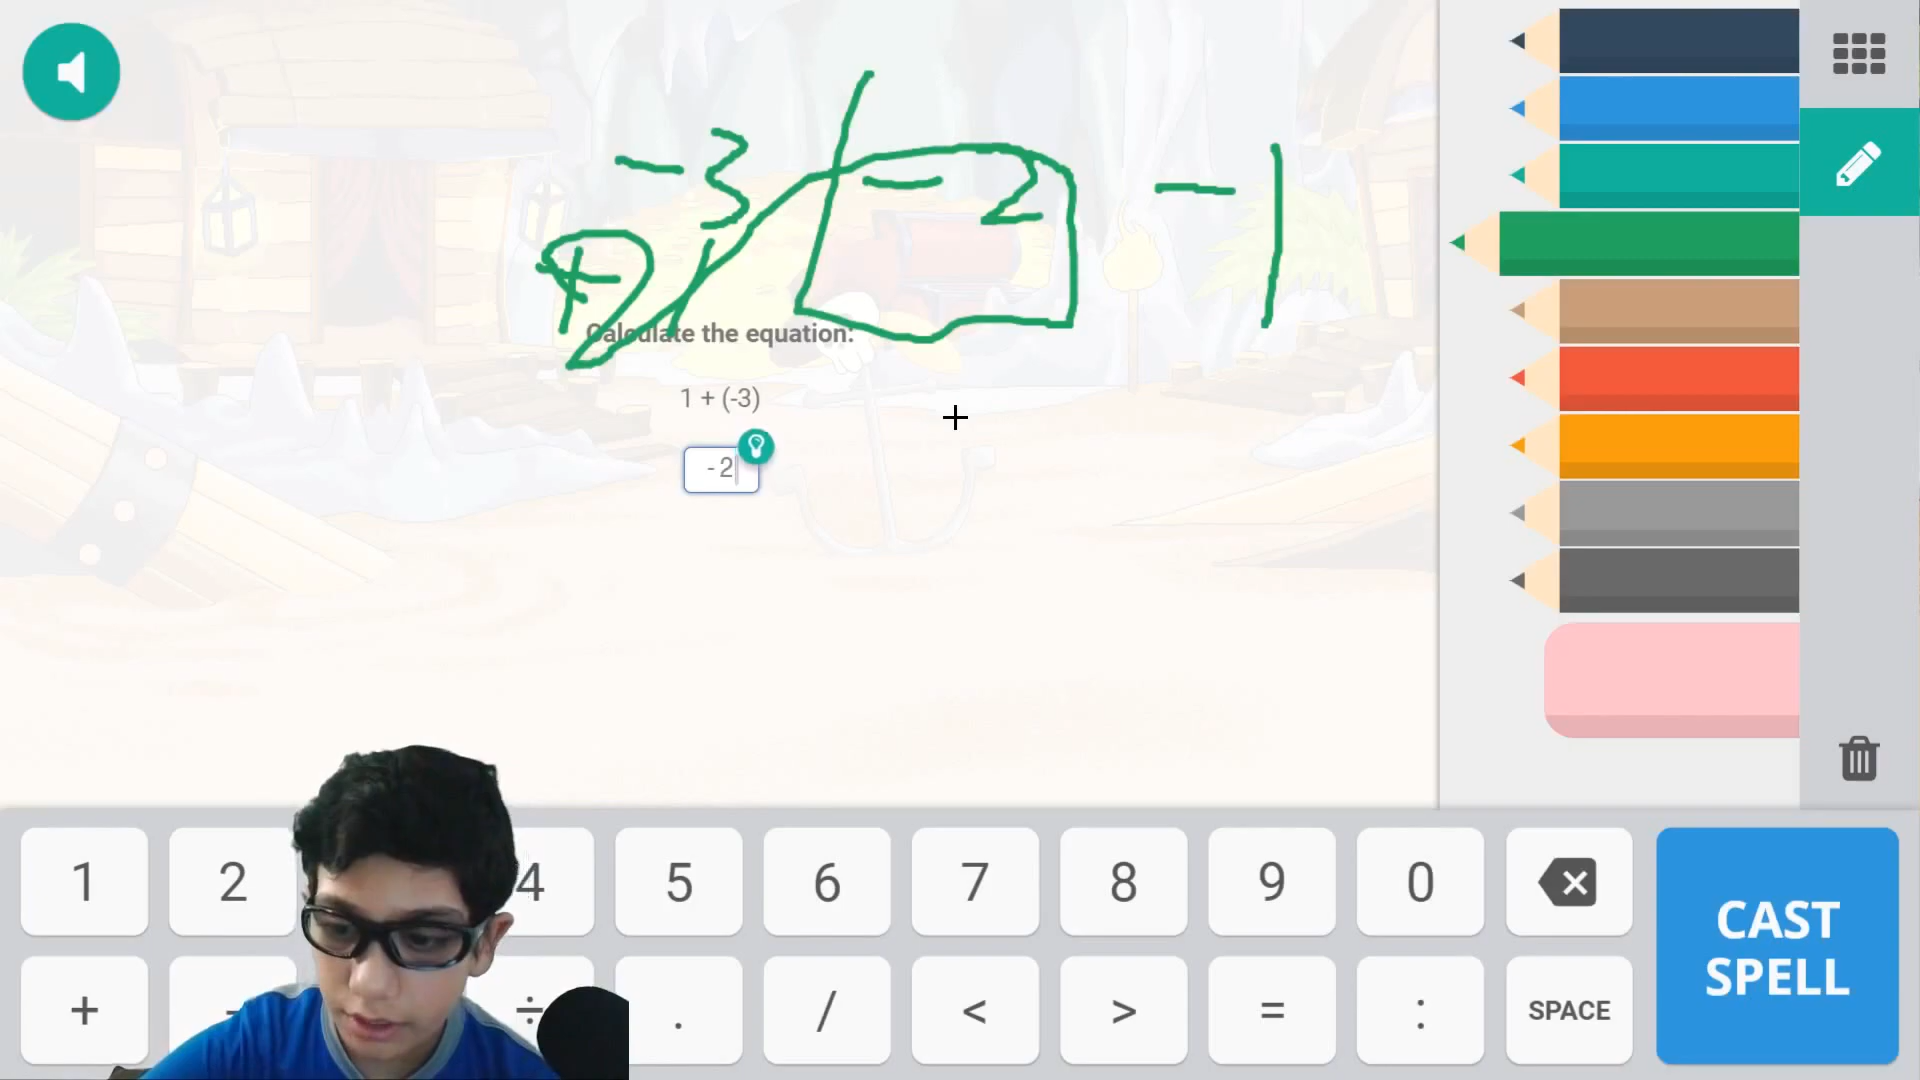 -3 -2 -1
+1
Calculate the equation:
1 + (-3)
-2
1 2 4 5 6 7 8 9 0
CAST SPELL
+ - ÷ . / < > = : SPACE